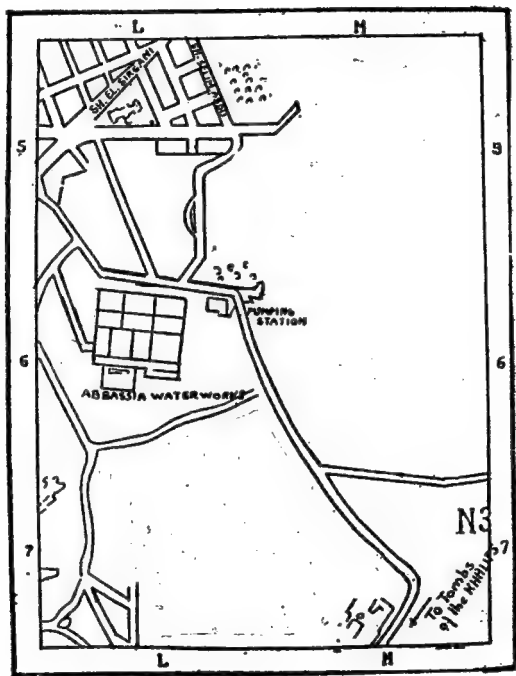 L M
SH. EL. SIRGANI
5 5
PUMPING
STATION
6 6
ABBASSIA WATERWORKS
N3
7 7
To Tombs
of the
L M